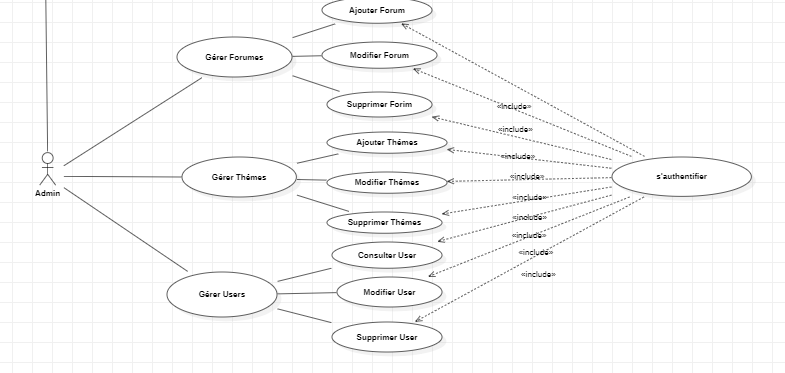 Ajouter Forum
Gérer Forumes
Modifier Forum
Supprimer Forim
«include»
«include»
Ajouter Thémes
«include»
Admin
Gérer Thémes
Modifier Thémes
«include»
s'authentifier
«include»
Supprimer Thémes
«include»
«include»
Consulter User
«include»
«include»
Gérer Users
Modifier User
Supprimer User